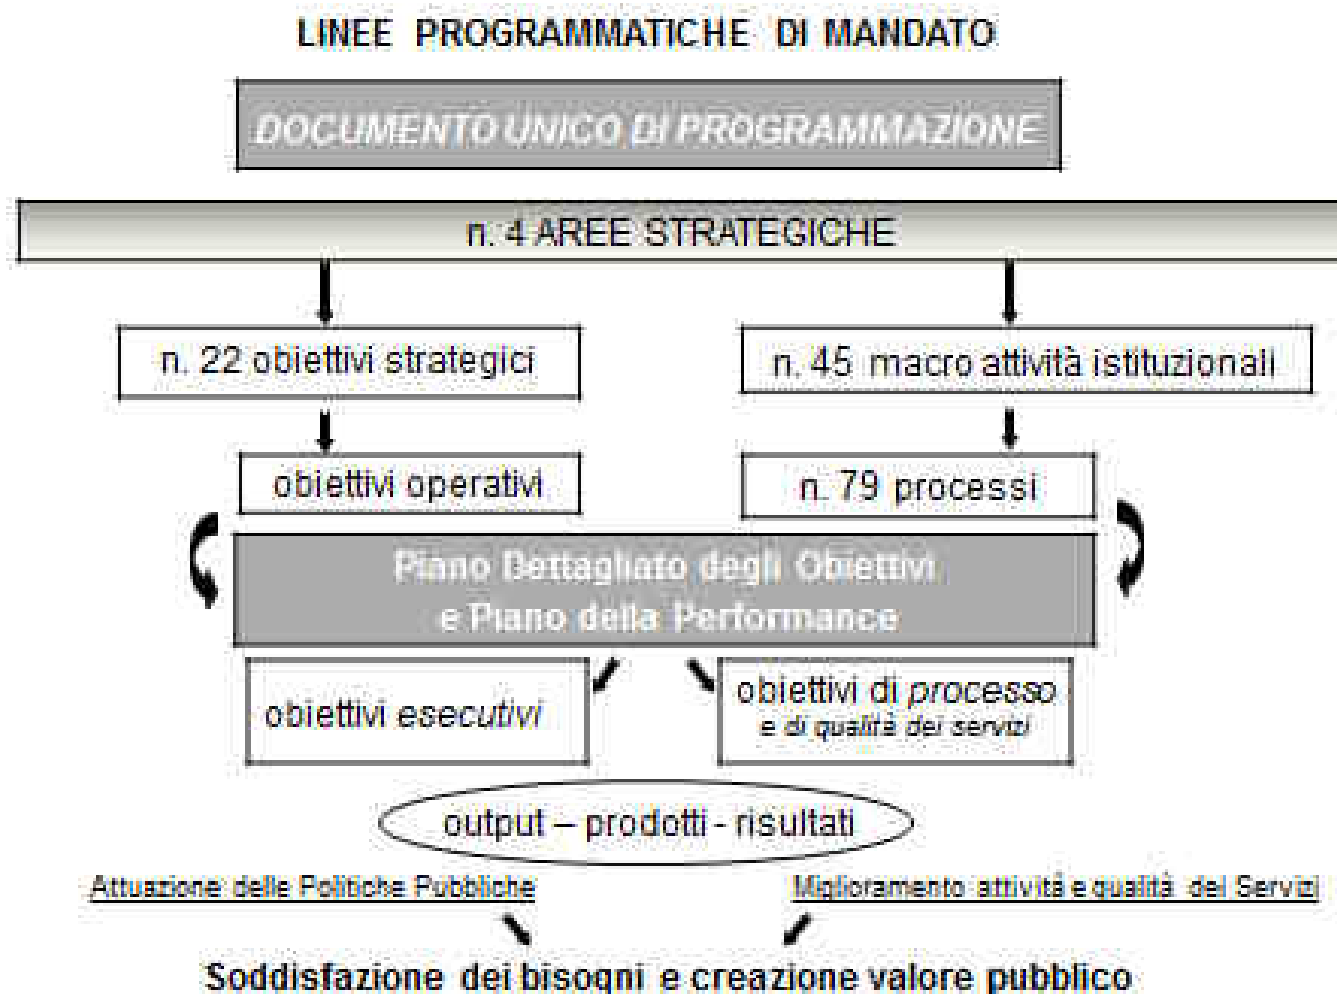 LINEE PROGRAMMATICHE DI MANDATO
DOCUMENTO UNICO DI PROGRAMMAZIONE
n. 4 AREE STRATEGICHE
n. 22 obiettivi strategici
n. 45 macro attività istituzionali
obiettivi operativi
n. 79 processi
Piano Dettagliato degli Obiettivi
e Piano della Performance
obiettivi esecutivi
obiettivi di processo
e di qualità dei servizi
output – prodotti - risultati
Attuazione delle Politiche Pubbliche
Miglioramento attività e qualità dei Servizi
Soddisfazione dei bisogni e creazione valore pubblico